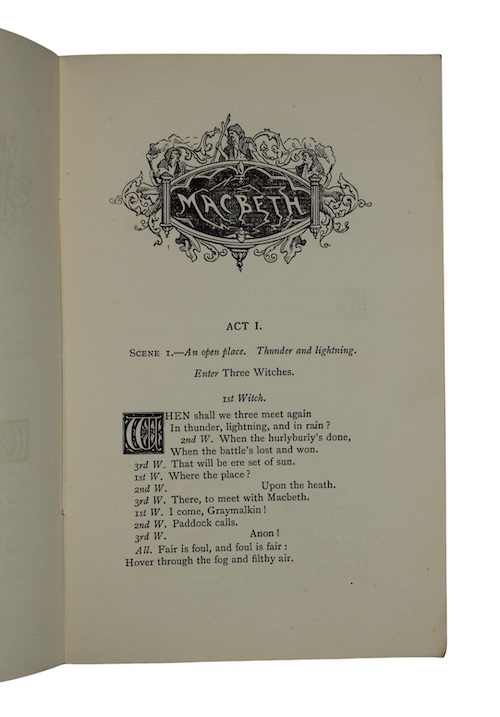 MACBETH
ACT I.
SCENE I.—An open place. Thunder and lightning.
Enter Three Witches.
1st Witch.
WHEN shall we three meet again
In thunder, lightning, and in rain?
2nd W. When the hurlyburly's done,
When the battle's lost and won.
3rd W. That will be ere set of sun.
1st W. Where the place?
2nd W. Upon the heath.
3rd W. There, to meet with Macbeth.
1st W. I come, Graymalkin!
2nd W. Paddock calls.
3rd W. Anon!
All. Fair is foul, and foul is fair:
Hover through the fog and filthy air.